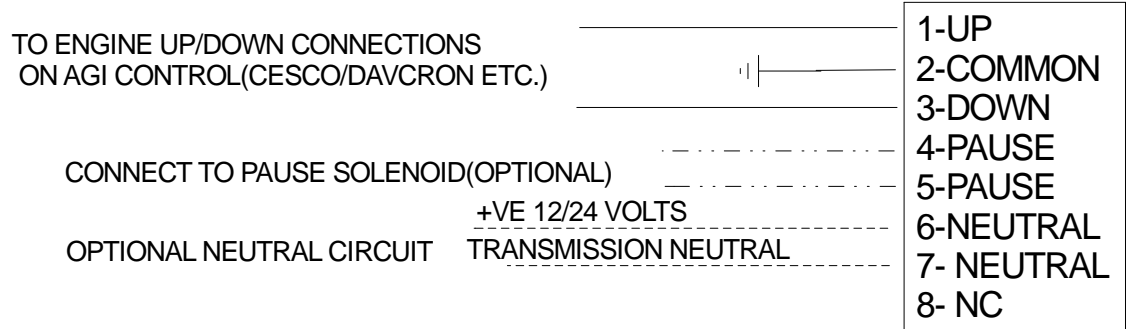 TO ENGINE UP/DOWN CONNECTIONS
ON AGI CONTROL(CESCO/DAVCRON ETC.)
CONNECT TO PAUSE SOLENOID(OPTIONAL)
+VE 12/24 VOLTS
OPTIONAL NEUTRAL CIRCUIT TRANSMISSION NEUTRAL
1-UP
2-COMMON
3-DOWN
4-PAUSE
5-PAUSE
6-NEUTRAL
7- NEUTRAL
8- NC